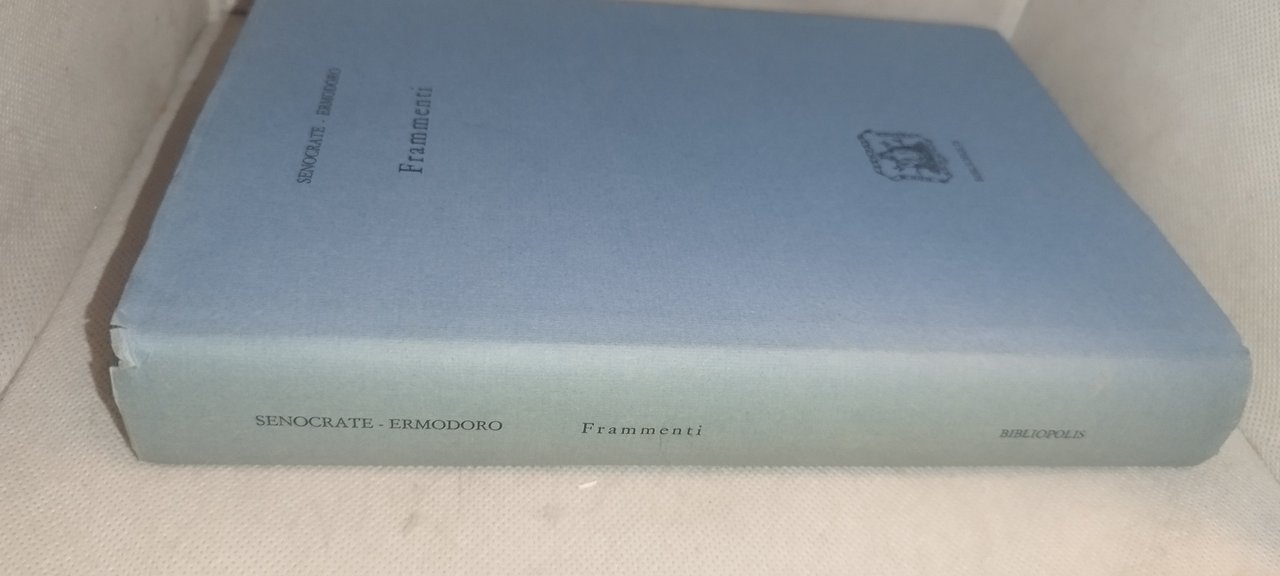 SENOCRATE - ERMODORO
Frammenti
SENOCRATE - ERMODORO
Frammenti
BIBLIOPOLIS